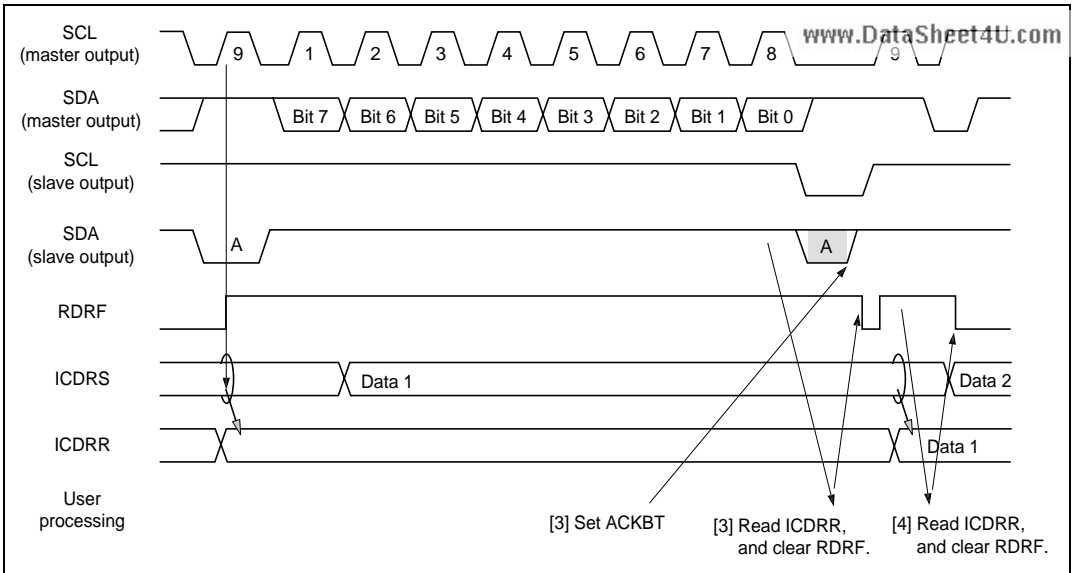 www.DataSheet4U.com
SCL
(master output)
9 1 2 3 4 5 6 7 8 9
SDA
(master output)
Bit 7 Bit 6 Bit 5 Bit 4 Bit 3 Bit 2 Bit 1 Bit 0
SCL
(slave output)
SDA
(slave output)
A A
RDRF
ICDRS
Data 1 Data 2
ICDRR
Data 1
User
processing
[3] Set ACKBT
[3] Read ICDRR,
and clear RDRF.
[4] Read ICDRR,
and clear RDRF.